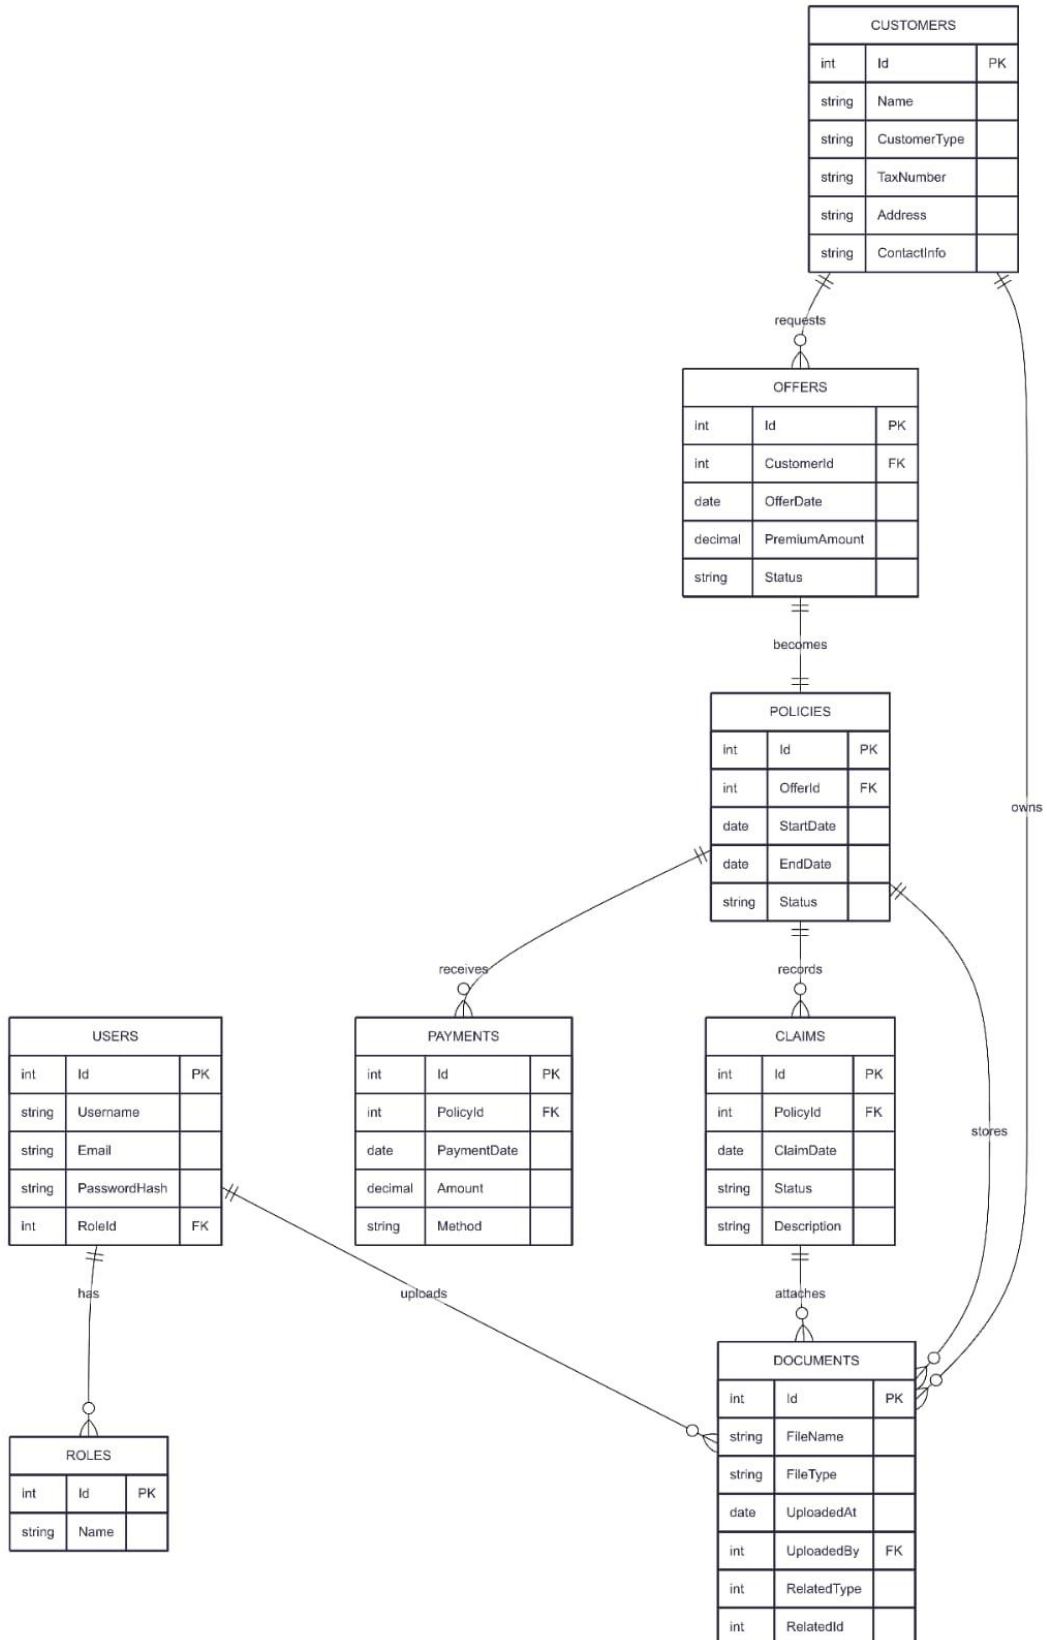 CUSTOMERS
int Id PK
string Name
string CustomerType
string TaxNumber
string Address
string ContactInfo
requests
OFFERS
int Id PK
int CustomerId FK
date OfferDate
decimal PremiumAmount
string Status
becomes
POLICIES
int Id PK
int OfferId FK
date StartDate
date EndDate
string Status
owns
receives
records
stores
USERS
int Id PK
string Username
string Email
string PasswordHash
int RoleId FK
PAYMENTS
int Id PK
int PolicyId FK
date PaymentDate
decimal Amount
string Method
CLAIMS
int Id PK
int PolicyId FK
date ClaimDate
string Status
string Description
has
uploads
attaches
ROLES
int Id PK
string Name
DOCUMENTS
int Id PK
string FileName
string FileType
date UploadedAt
int UploadedBy FK
int RelatedType
int RelatedId